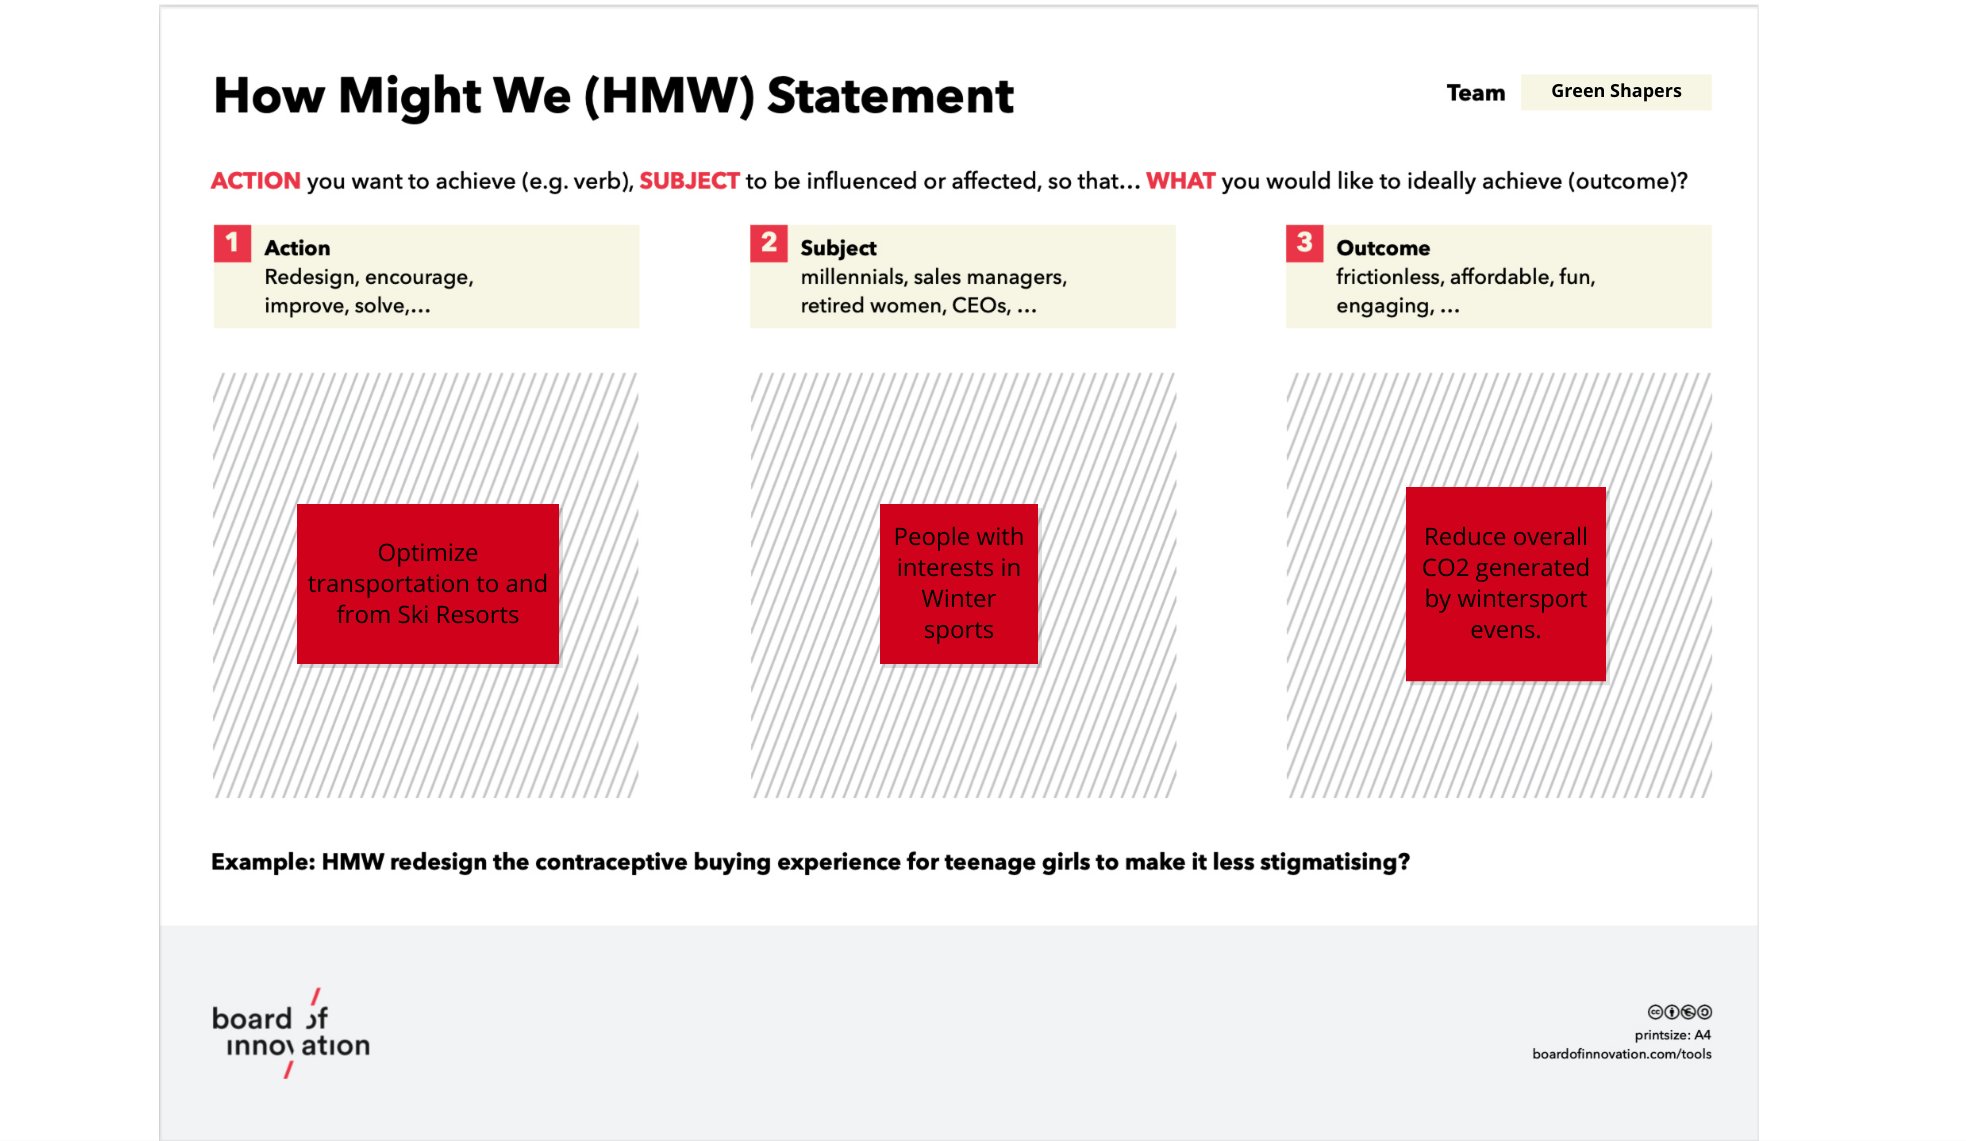 How Might We (HMW) Statement
Team
Green Shapers
ACTION you want to achieve (e.g. verb), SUBJECT to be influenced or affected, so that... WHAT you would like to ideally achieve (outcome)?
1
Action
Redesign, encourage,
improve, solve,...
2
Subject
millennials, sales managers,
retired women, CEOs, ...
3
Outcome
frictionless, affordable, fun,
engaging, ...
Optimize
transportation to and
from Ski Resorts
People with
interests in
Winter
sports
Reduce overall
CO2 generated
by wintersport
evens.
Example: HMW redesign the contraceptive buying experience for teenage girls to make it less stigmatising?
board of
innovation
printsize: A4
boardofinnovation.com/tools